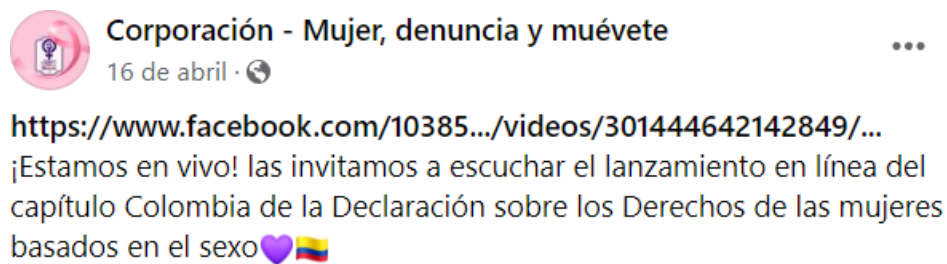 Corporación - Mujer, denuncia y muévete
16 de abril ·
https://www.facebook.com/10385.../videos/301444642142849/...
¡Estamos en vivo! las invitamos a escuchar el lanzamiento en línea del
capítulo Colombia de la Declaración sobre los Derechos de las mujeres
basados en el sexo💜🇨🇴